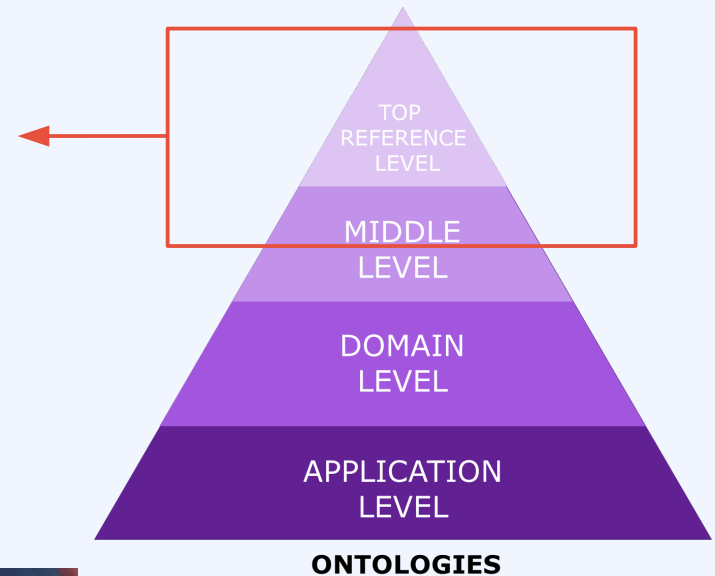 TOP
REFERENCE
LEVEL
MIDDLE
LEVEL
DOMAIN
LEVEL
APPLICATION
LEVEL
ONTOLOGIES